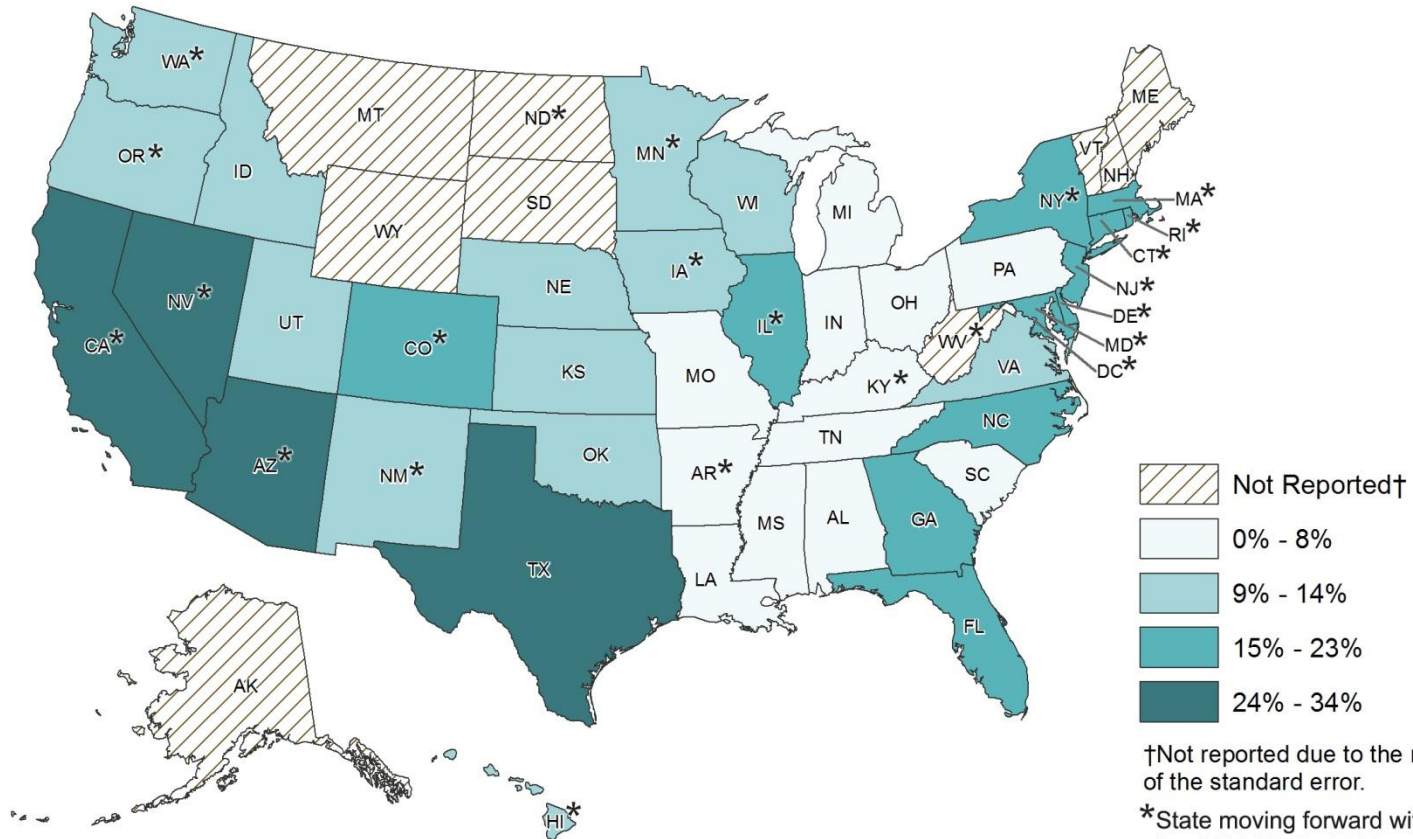 WA*
MT
ND*
ME
OR*
ID
MN*
VT
NH
SD
WI
NY*
MA*
WY
MI
RI*
CT*
IA*
PA
NE
NJ*
NV*
OH
IL*
IN
DE*
UT
CA*
CO*
WV*
MD*
DC*
VA
KS
MO
KY*
NC
TN
OK
AZ*
NM*
AR*
SC
MS
AL
GA
TX
LA
FL
AK
HI*
Not Reported†
0% - 8%
9% - 14%
15% - 23%
24% - 34%
†Not reported due to the
of the standard error.
*State moving forward